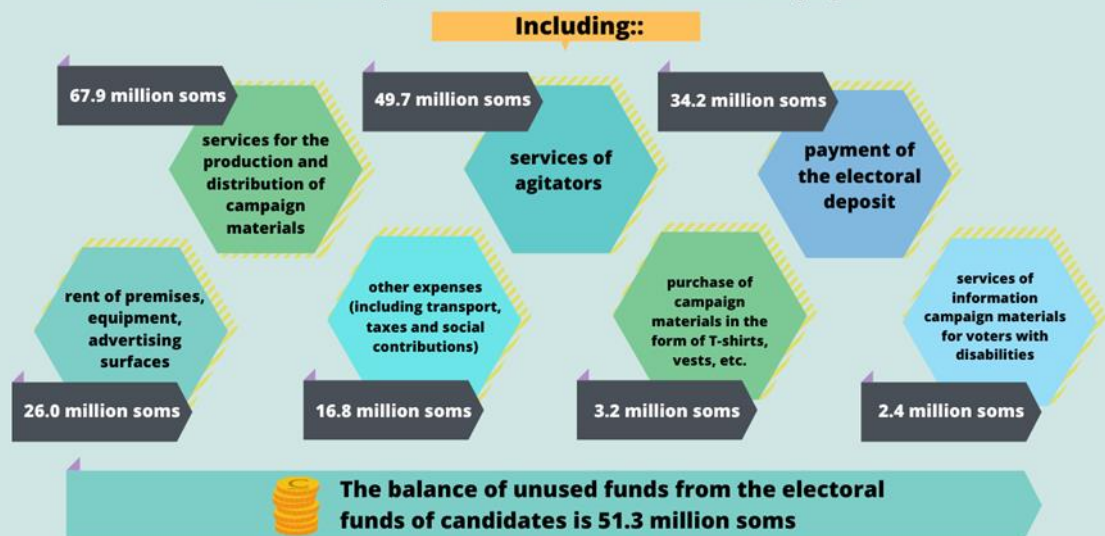 Including::
67.9 million soms
services for the
production and
distribution of
campaign
materials
49.7 million soms
services of
agitators
34.2 million soms
payment of
the electoral
deposit
rent of premises,
equipment,
advertising
surfaces
26.0 million soms
other expenses
(including transport,
taxes and social
contributions)
16.8 million soms
purchase of
campaign
materials in the
form of T-shirts,
vests, etc.
3.2 million soms
services of
information
campaign materials
for voters with
disabilities
2.4 million soms
The balance of unused funds from the electoral
funds of candidates is 51.3 million soms